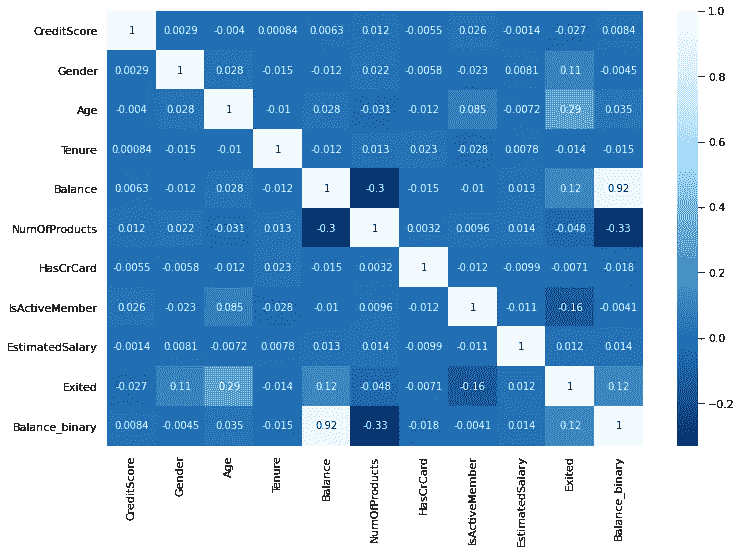 CreditScore 1 0.0029 -0.004 0.00084 0.0063 0.012 -0.0055 0.026 -0.0014 -0.027 0.0084
Gender 0.0029 1 0.028 -0.015 -0.012 0.022 -0.0058 -0.023 0.0081 0.11 -0.0045
Age -0.004 0.028 1 -0.01 0.028 -0.031 -0.012 0.085 -0.0072 0.29 0.035
Tenure 0.00084 -0.015 -0.01 1 -0.012 0.013 0.023 -0.028 0.0078 -0.014 -0.015
Balance 0.0063 -0.012 0.028 -0.012 1 -0.3 -0.015 -0.01 0.013 0.12 0.92
NumOfProducts 0.012 0.022 -0.031 0.013 -0.3 1 0.0032 0.0096 0.014 -0.048 -0.33
HasCrCard -0.0055 -0.0058 -0.012 0.023 -0.015 0.0032 1 -0.012 -0.0099 -0.0071 -0.018
IsActiveMember 0.026 -0.023 0.085 -0.028 -0.01 0.0096 -0.012 1 -0.011 -0.16 -0.0041
EstimatedSalary -0.0014 0.0081 -0.0072 0.0078 0.013 0.014 -0.0099 -0.011 1 0.012 0.014
Exited -0.027 0.11 0.29 -0.014 0.12 -0.048 -0.0071 -0.16 0.012 1 0.12
Balance_binary 0.0084 -0.0045 0.035 -0.015 0.92 -0.33 -0.018 -0.0041 0.014 0.12 1
CreditScore
Gender
Age
Tenure
Balance
NumOfProducts
HasCrCard
IsActiveMember
EstimatedSalary
Exited
Balance_binary
1.0
0.8
0.6
0.4
0.2
0.0
−0.2